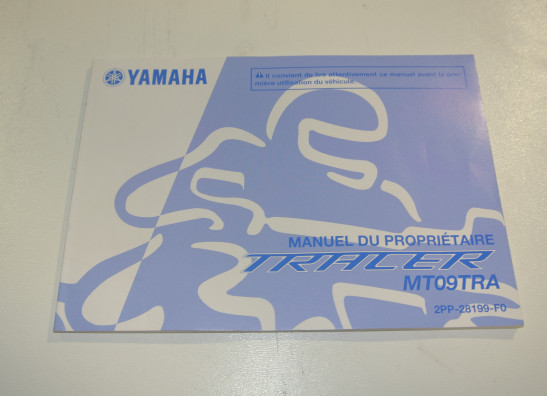 YAMAHA
Il convient de lire attentivement ce manuel avant la pre-
mière utilisation du véhicule.
MANUEL DU PROPRIÉTAIRE
TRACER
MT09TRA
2PP-28199-F0